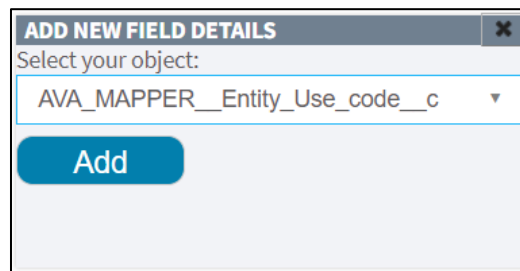 ADD NEW FIELD DETAILS
Select your object:
AVA_MAPPER__Entity_Use_code__c
Add